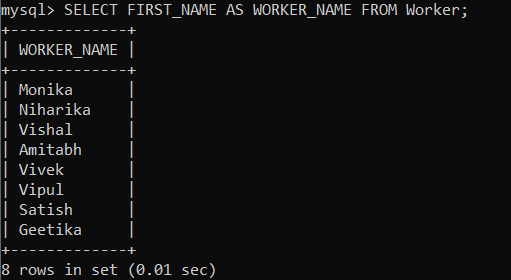 mysql> SELECT FIRST_NAME AS WORKER_NAME FROM Worker;
+-------------+
| WORKER_NAME |
+-------------+
| Monika      |
| Niharika    |
| Vishal      |
| Amitabh     |
| Vivek       |
| Vipul       |
| Satish      |
| Geetika     |
+-------------+
8 rows in set (0.01 sec)